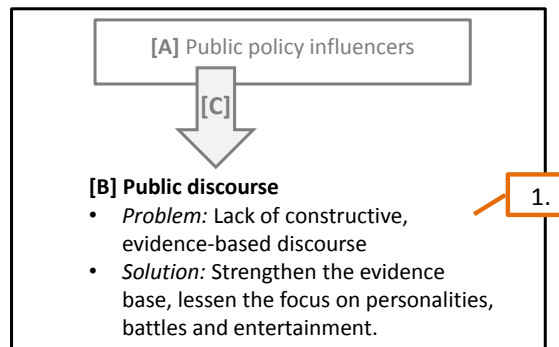 [A] Public policy influencers
[C]
[B] Public discourse
• Problem: Lack of constructive,
evidence-based discourse
1.
• Solution: Strengthen the evidence
base, lessen the focus on personalities,
battles and entertainment.